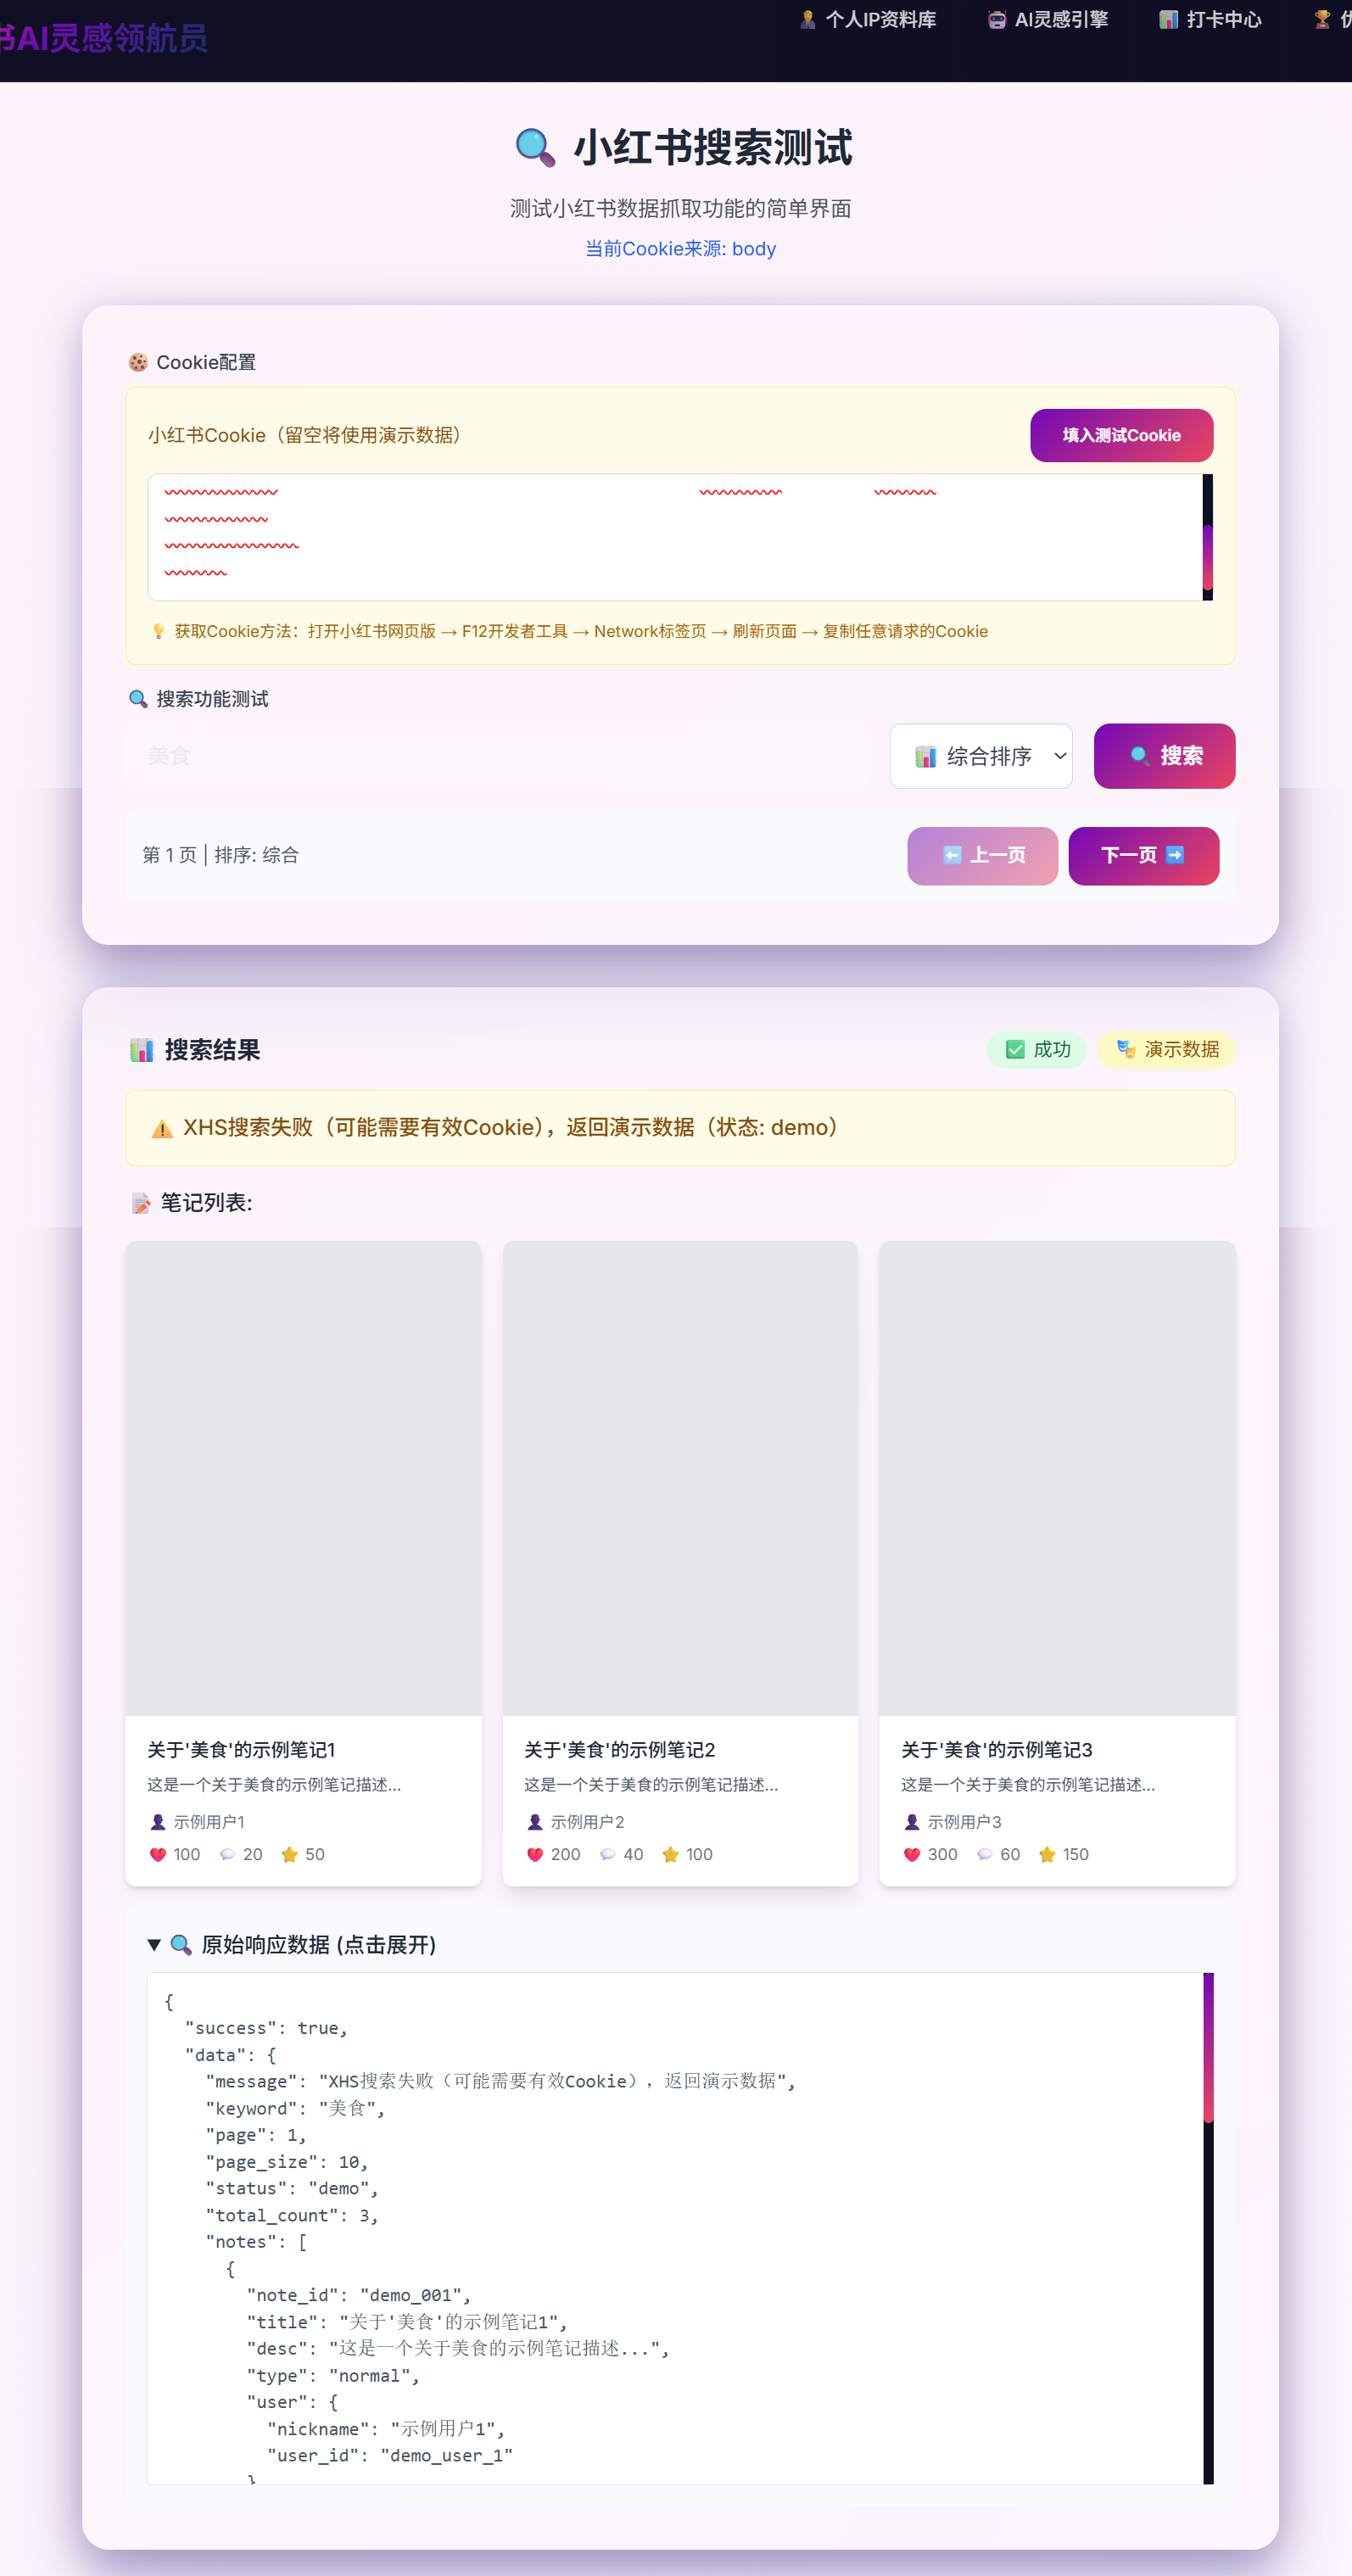 书AI灵感领航员
个人IP资料库
AI灵感引擎
打卡中心
小红书搜索测试
测试小红书数据抓取功能的简单界面
当前Cookie来源: body
Cookie配置
小红书Cookie（留空将使用演示数据）
填入测试Cookie
获取Cookie方法：打开小红书网页版 → F12开发者工具 → Network标签页 → 刷新页面 → 复制任意请求的Cookie
搜索功能测试
美食
综合排序
搜索
第 1 页 | 排序: 综合
上一页
下一页
搜索结果
成功
演示数据
XHS搜索失败（可能需要有效Cookie），返回演示数据（状态: demo）
笔记列表:
关于'美食'的示例笔记1
这是一个关于美食的示例笔记描述...
示例用户1
100 20 50
关于'美食'的示例笔记2
这是一个关于美食的示例笔记描述...
示例用户2
200 40 100
关于'美食'的示例笔记3
这是一个关于美食的示例笔记描述...
示例用户3
300 60 150
原始响应数据 (点击展开)
{
"success": true,
"data": {
"message": "XHS搜索失败（可能需要有效Cookie），返回演示数据",
"keyword": "美食",
"page": 1,
"page_size": 10,
"status": "demo",
"total_count": 3,
"notes": [
{
"note_id": "demo_001",
"title": "关于'美食'的示例笔记1",
"desc": "这是一个关于美食的示例笔记描述...",
"type": "normal",
"user": {
"nickname": "示例用户1",
"user_id": "demo_user_1"
}